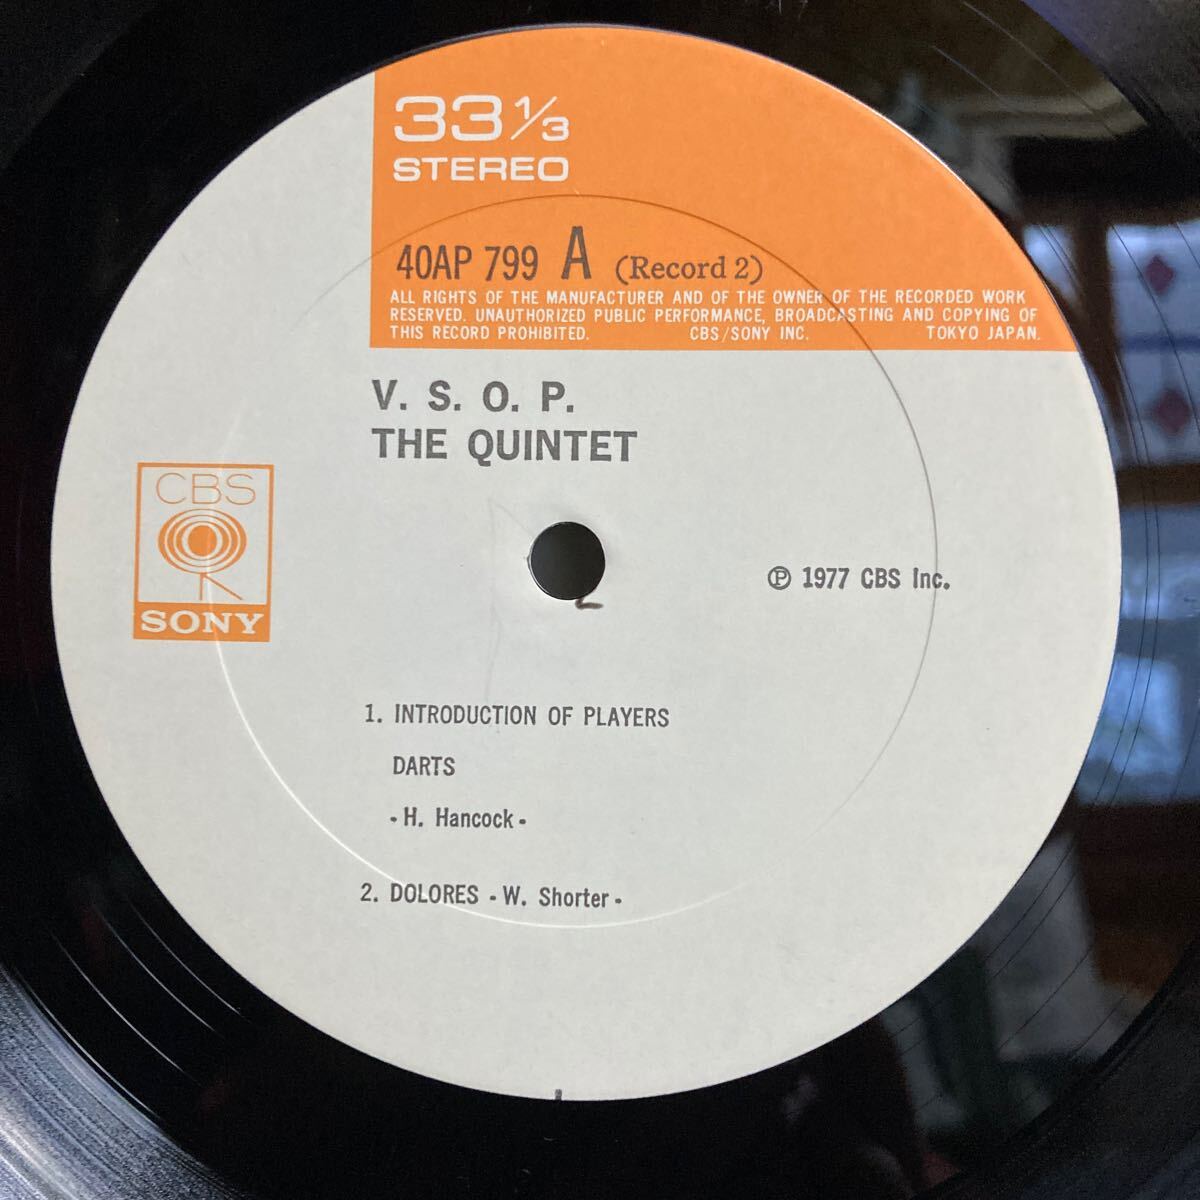 33 1/3
STEREO
40AP 799 A (Record 2)
ALL RIGHTS OF THE MANUFACTURER AND OF THE OWNER OF THE RECORDED WORK
RESERVED. UNAUTHORIZED PUBLIC PERFORMANCE, BROADCASTING AND COPYING OF
THIS RECORD PROHIBITED. CBS/SONY INC. TOKYO JAPAN.
V. S. O. P.
THE QUINTET
CBS
SONY
℗ 1977 CBS Inc.
1. INTRODUCTION OF PLAYERS
DARTS
- H. Hancock -
2. DOLORES - W. Shorter -